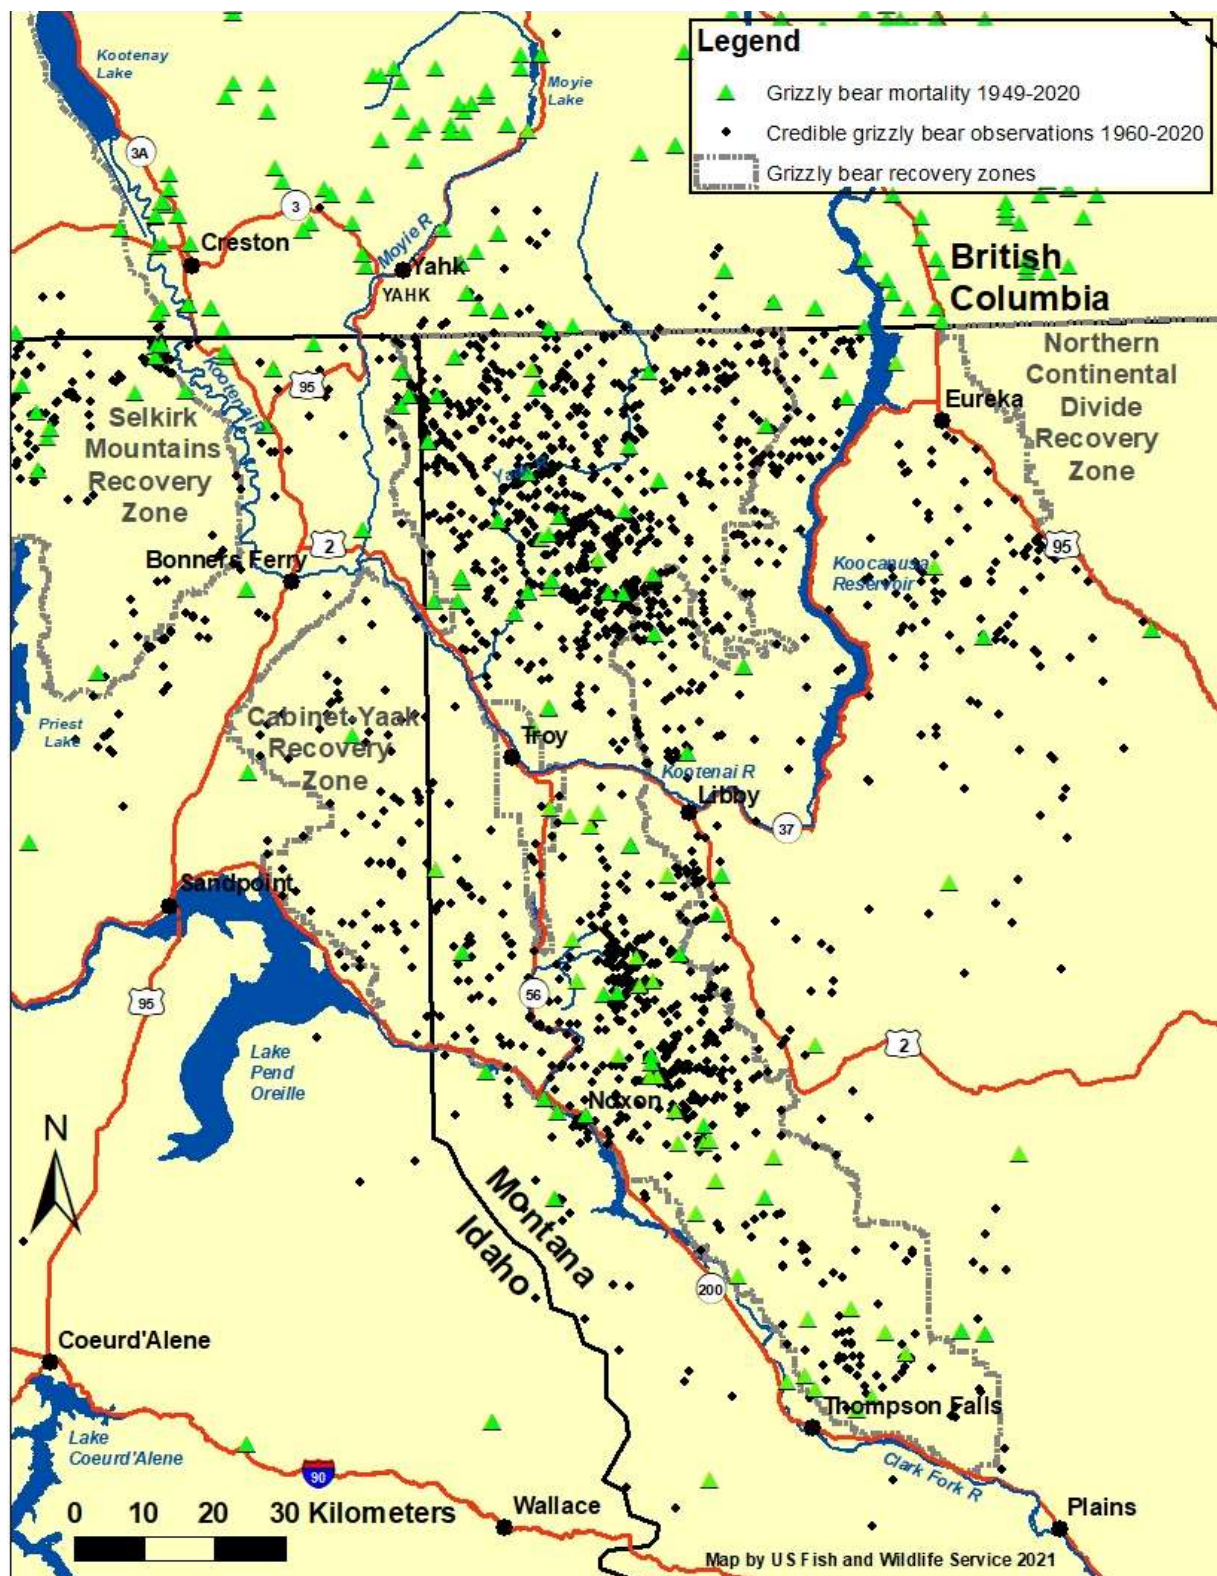 Legend
Grizzly bear mortality 1949-2020
Credible grizzly bear observations 1960-2020
Grizzly bear recovery zones
Kootenay
Lake
Moyie
Lake
3A
3
Creston
Moyie R
Yahk
YAHK
British
Columbia
Northern
Continental
Divide
Recovery
Zone
Eureka
Kootenai R
95
Selkirk
Mountains
Recovery
Zone
2
Bonners Ferry
95
Koocanusa
Reservoir
Priest
Lake
Cabinet-Yaak
Recovery
Zone
Troy
Kootenai R
Libby
37
Sandpoint
56
95
2
Lake
Pend
Oreille
Noxon
N
Montana
Idaho
200
Coeurd'Alene
Thompson Falls
Lake
Coeurd'Alene
Clark Fork R
90
0 10 20 30 Kilometers
Wallace
Plains
Map by US Fish and Wildlife Service 2021